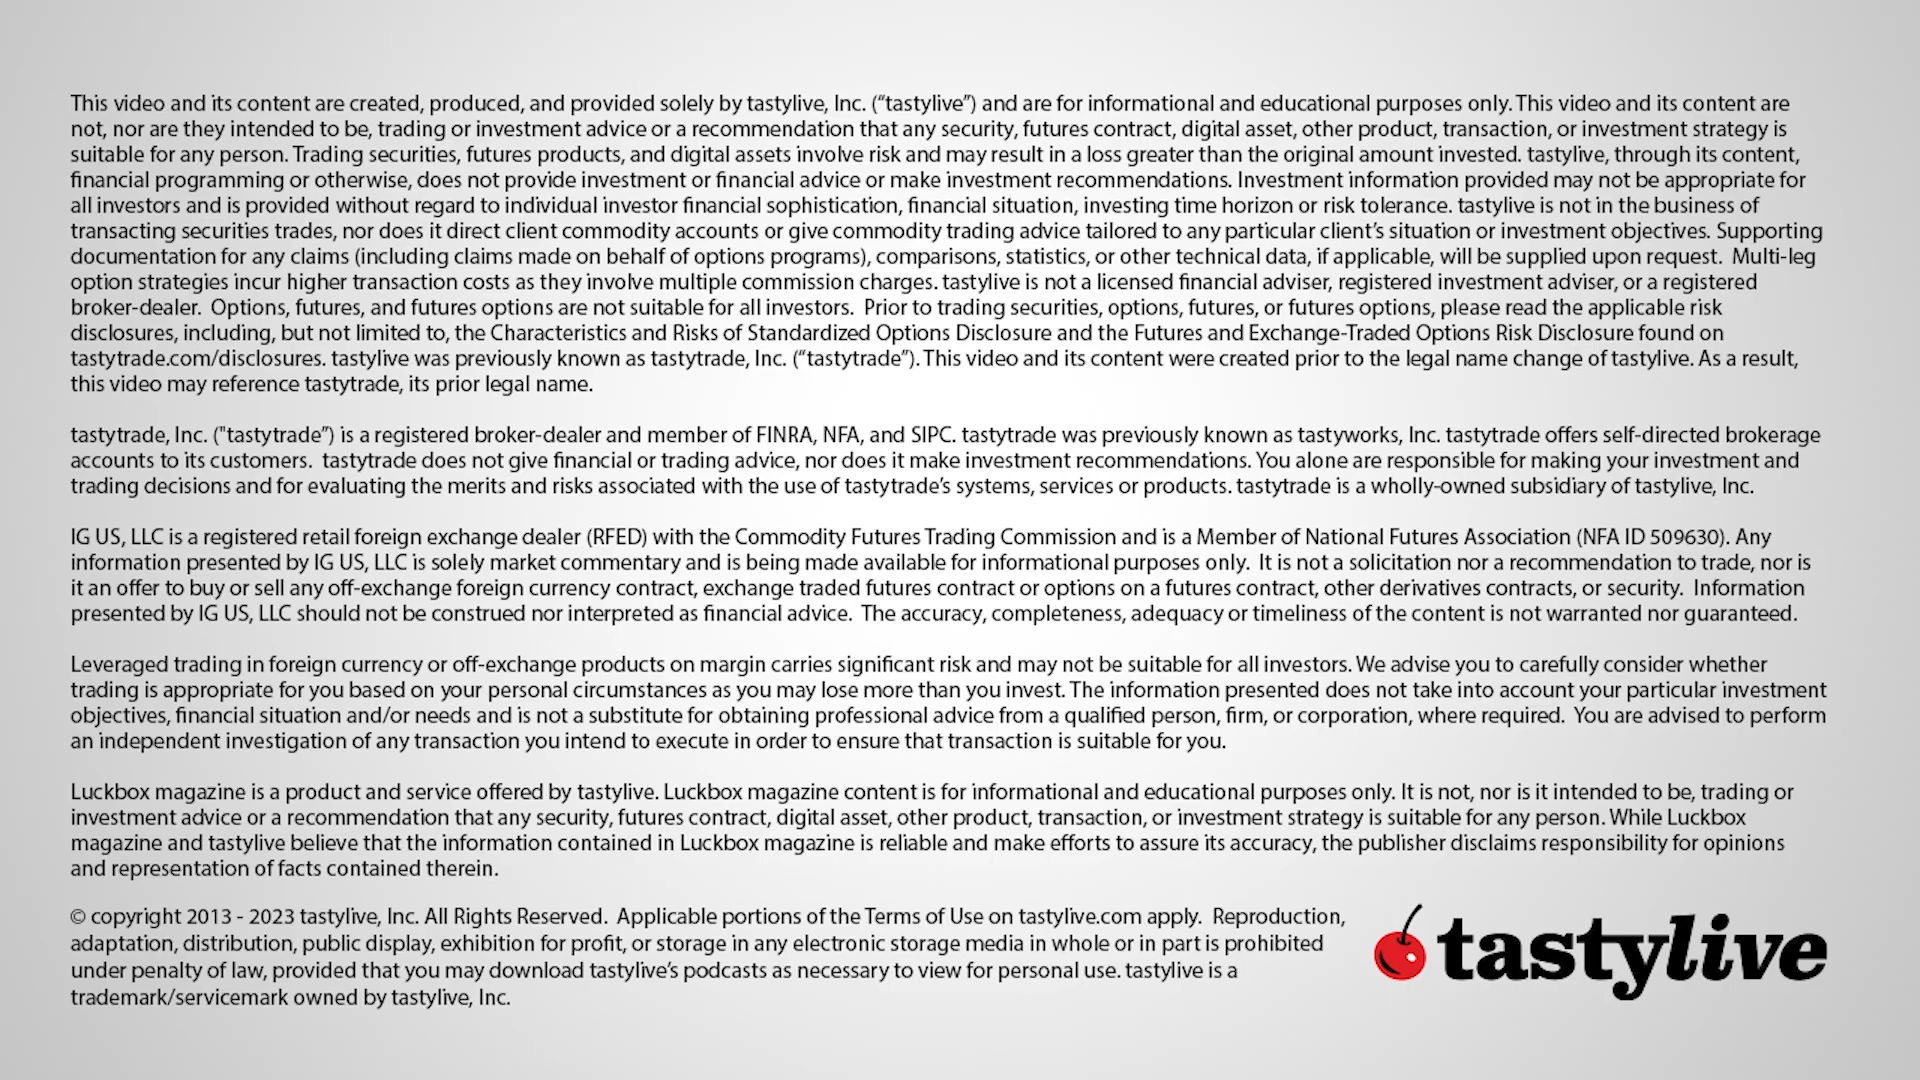 This video and its content are created, produced, and provided solely by tastylive, Inc. (“tastylive”) and are for informational and educational purposes only. This video and its content are
not, nor are they intended to be, trading or investment advice or a recommendation that any security, futures contract, digital asset, other product, transaction, or investment strategy is
suitable for any person. Trading securities, futures products, and digital assets involve risk and may result in a loss greater than the original amount invested. tastylive, through its content,
financial programming or otherwise, does not provide investment or financial advice or make investment recommendations. Investment information provided may not be appropriate for
all investors and is provided without regard to individual investor financial sophistication, financial situation, investing time horizon or risk tolerance. tastylive is not in the business of
transacting securities trades, nor does it direct client commodity accounts or give commodity trading advice tailored to any particular client’s situation or investment objectives. Supporting
documentation for any claims (including claims made on behalf of options programs), comparisons, statistics, or other technical data, if applicable, will be supplied upon request.  Multi-leg
option strategies incur higher transaction costs as they involve multiple commission charges. tastylive is not a licensed financial adviser, registered investment adviser, or a registered
broker-dealer.  Options, futures, and futures options are not suitable for all investors.  Prior to trading securities, options, futures, or futures options, please read the applicable risk
disclosures, including, but not limited to, the Characteristics and Risks of Standardized Options Disclosure and the Futures and Exchange-Traded Options Risk Disclosure found on
tastytrade.com/disclosures. tastylive was previously known as tastytrade, Inc. (“tastytrade”). This video and its content were created prior to the legal name change of tastylive. As a result,
this video may reference tastytrade, its prior legal name.
tastytrade, Inc. ("tastytrade”) is a registered broker-dealer and member of FINRA, NFA, and SIPC. tastytrade was previously known as tastyworks, Inc. tastytrade offers self-directed brokerage
accounts to its customers.  tastytrade does not give financial or trading advice, nor does it make investment recommendations. You alone are responsible for making your investment and
trading decisions and for evaluating the merits and risks associated with the use of tastytrade’s systems, services or products. tastytrade is a wholly-owned subsidiary of tastylive, Inc.
IG US, LLC is a registered retail foreign exchange dealer (RFED) with the Commodity Futures Trading Commission and is a Member of National Futures Association (NFA ID 509630). Any
information presented by IG US, LLC is solely market commentary and is being made available for informational purposes only.  It is not a solicitation nor a recommendation to trade, nor is
it an offer to buy or sell any off-exchange foreign currency contract, exchange traded futures contract or options on a futures contract, other derivatives contracts, or security.  Information
presented by IG US, LLC should not be construed nor interpreted as financial advice.  The accuracy, completeness, adequacy or timeliness of the content is not warranted nor guaranteed.
Leveraged trading in foreign currency or off-exchange products on margin carries significant risk and may not be suitable for all investors. We advise you to carefully consider whether
trading is appropriate for you based on your personal circumstances as you may lose more than you invest. The information presented does not take into account your particular investment
objectives, financial situation and/or needs and is not a substitute for obtaining professional advice from a qualified person, firm, or corporation, where required.  You are advised to perform
an independent investigation of any transaction you intend to execute in order to ensure that transaction is suitable for you.
Luckbox magazine is a product and service offered by tastylive. Luckbox magazine content is for informational and educational purposes only. It is not, nor is it intended to be, trading or
investment advice or a recommendation that any security, futures contract, digital asset, other product, transaction, or investment strategy is suitable for any person. While Luckbox
magazine and tastylive believe that the information contained in Luckbox magazine is reliable and make efforts to assure its accuracy, the publisher disclaims responsibility for opinions
and representation of facts contained therein.
© copyright 2013 - 2023 tastylive, Inc. All Rights Reserved.  Applicable portions of the Terms of Use on tastylive.com apply.  Reproduction,
adaptation, distribution, public display, exhibition for profit, or storage in any electronic storage media in whole or in part is prohibited
under penalty of law, provided that you may download tastylive’s podcasts as necessary to view for personal use. tastylive is a
trademark/servicemark owned by tastylive, Inc.
tastylive